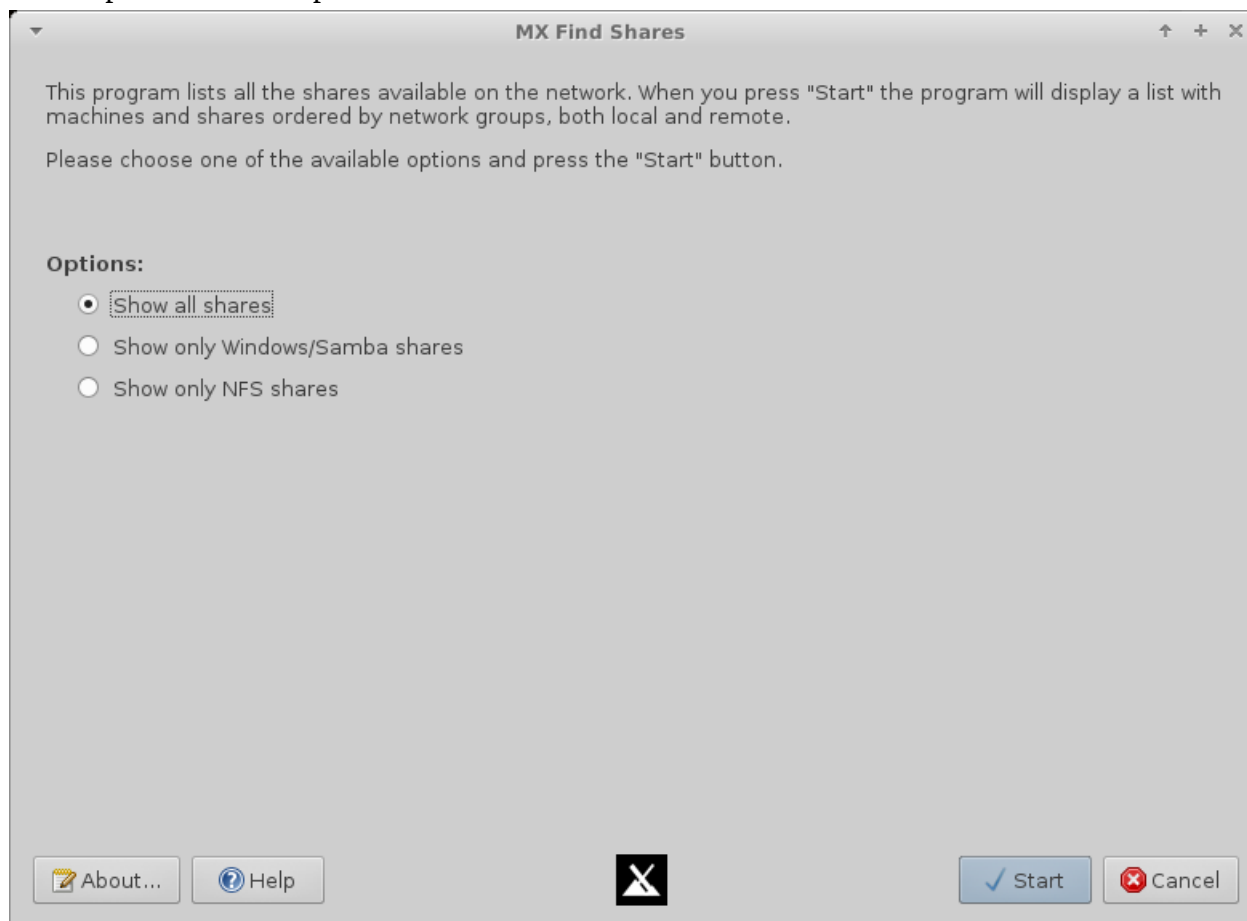 MX Find Shares
This program lists all the shares available on the network. When you press "Start" the program will display a list with
machines and shares ordered by network groups, both local and remote.
Please choose one of the available options and press the "Start" button.
Options:
Show all shares
Show only Windows/Samba shares
Show only NFS shares
About...
Help
Start
Cancel